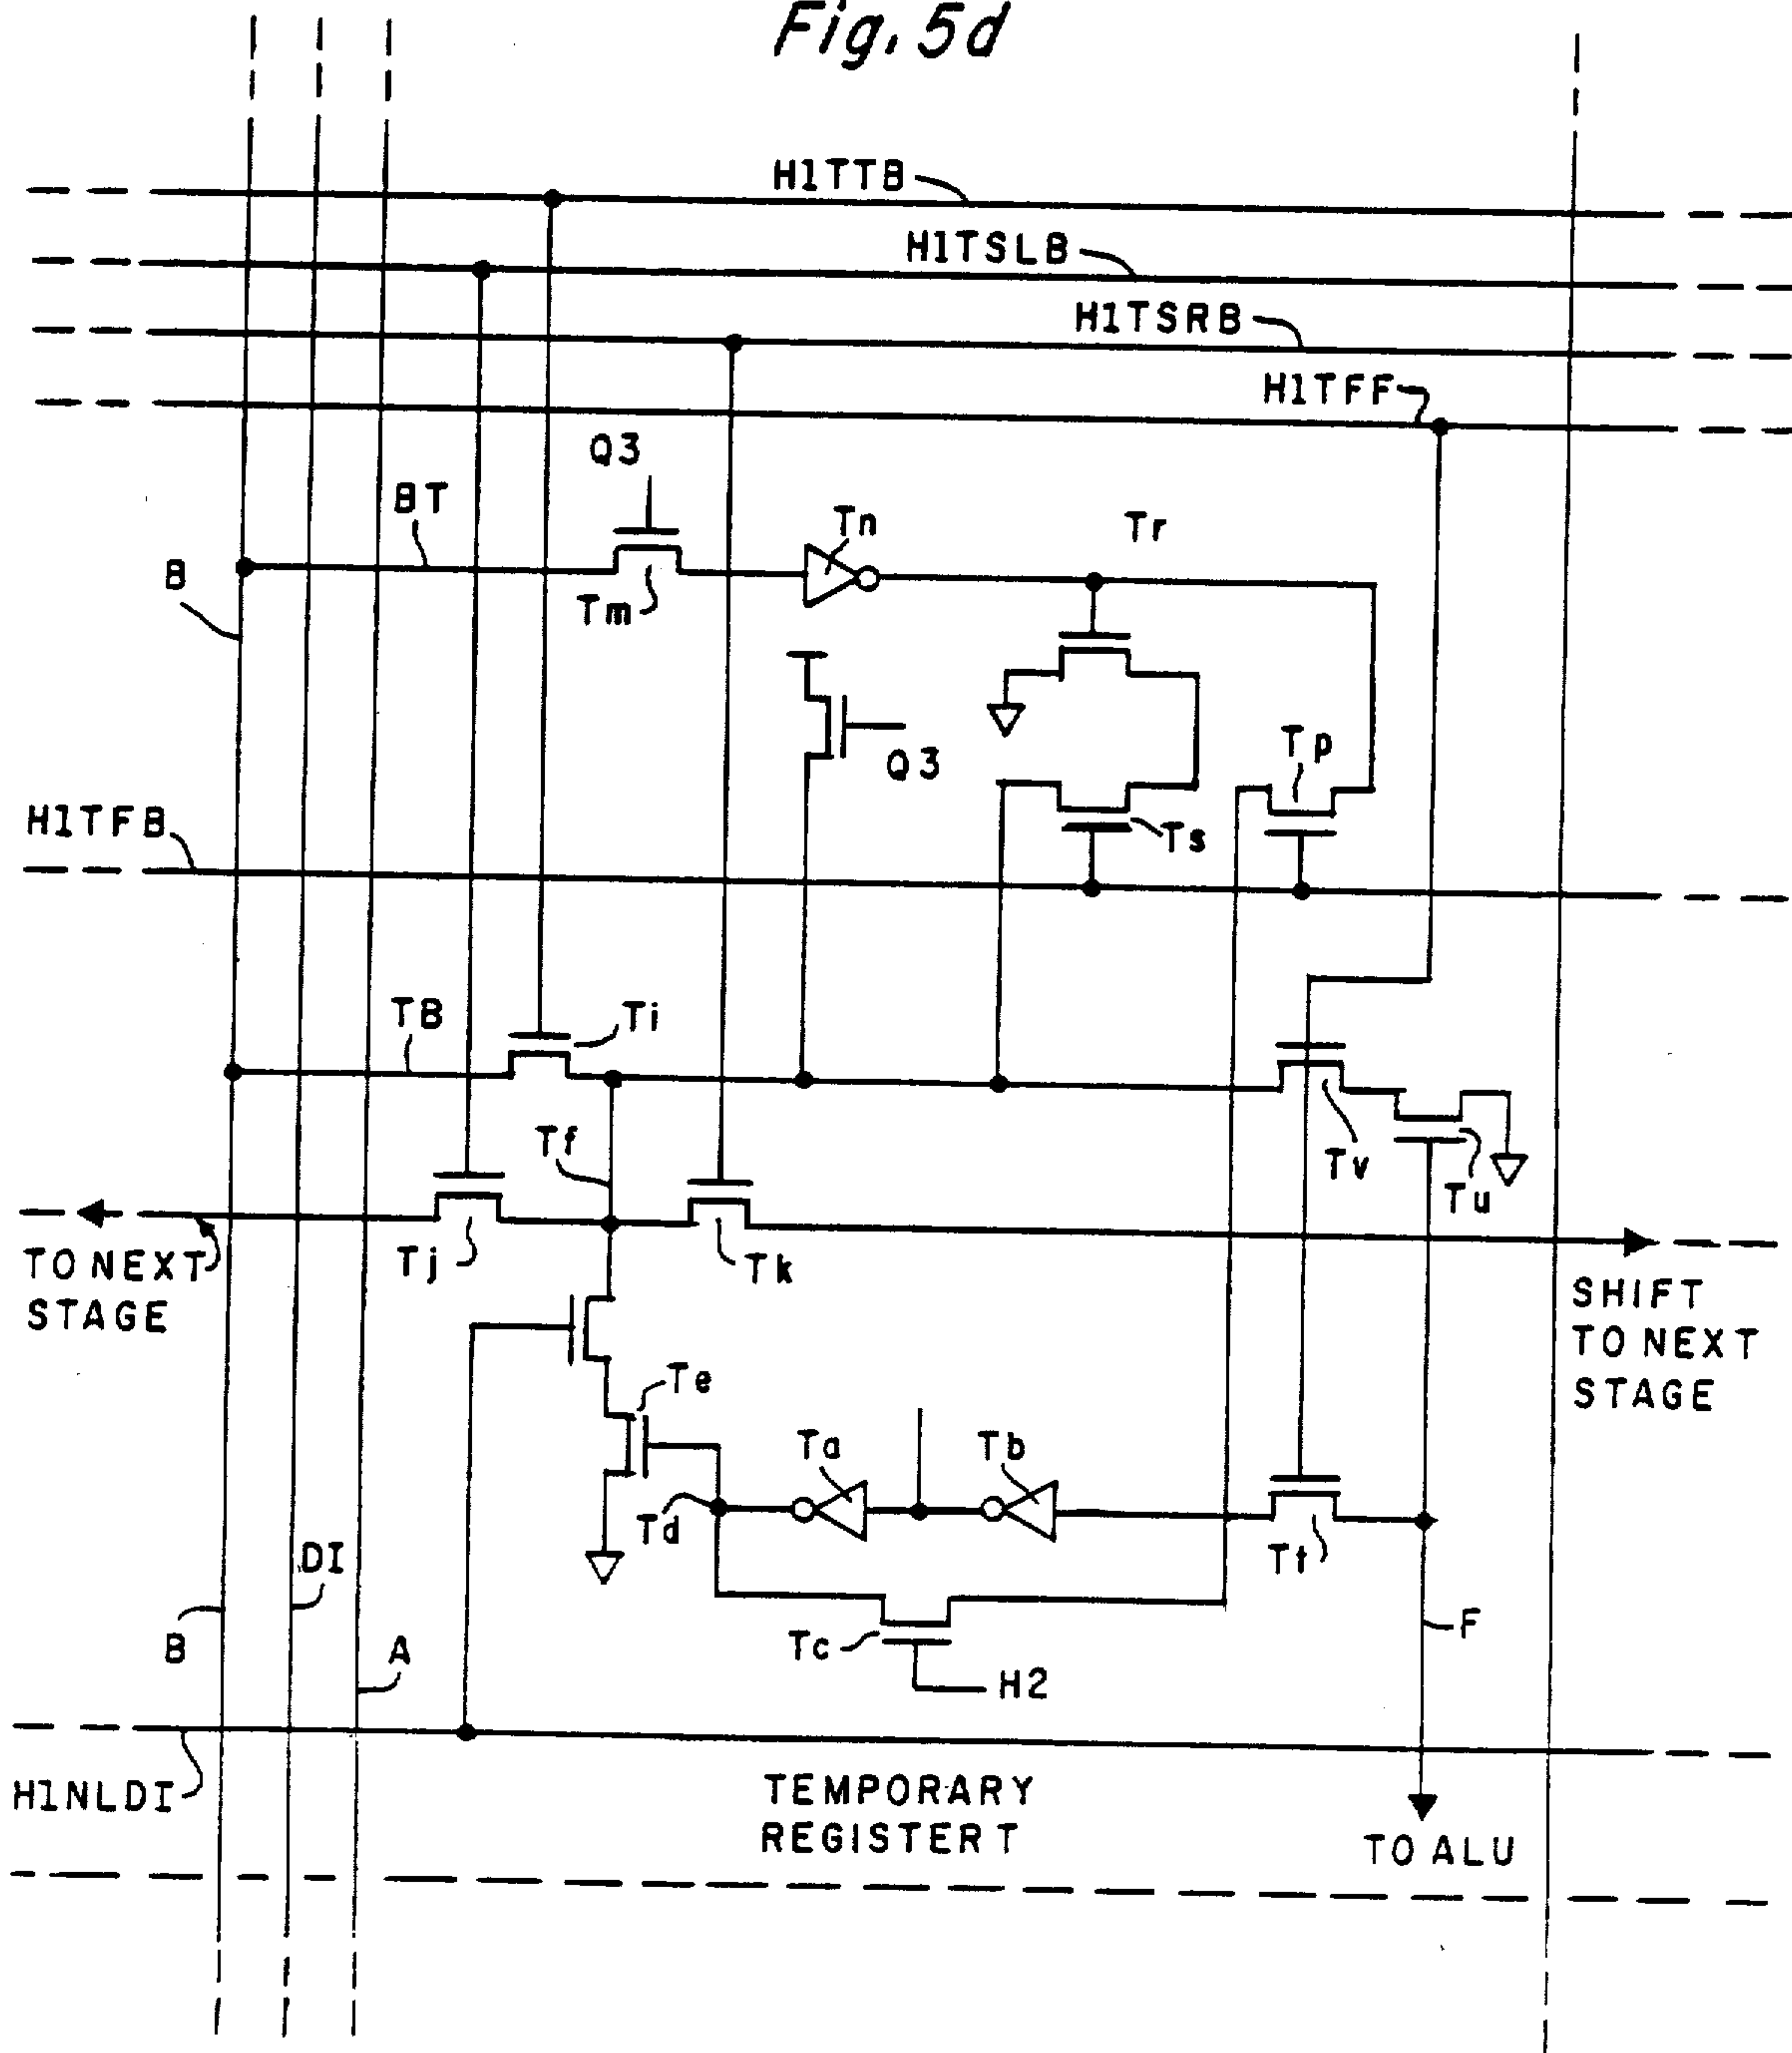 Fig. 5d
H1TTB
H1TSLB
H1TSRB
H1TFF
Q3
BT
Tn
Tr
B
Tm
Q3
Tp
H1TFB
Ts
TB
Ti
Tf
Tv
Tu
TO NEXT
STAGE
Tj
Tk
SHIFT
TO NEXT
STAGE
Te
Ta
Tb
Td
Tt
DI
B
A
Tc
F
H2
H1NLDI
TEMPORARY
REGISTER T
TO ALU